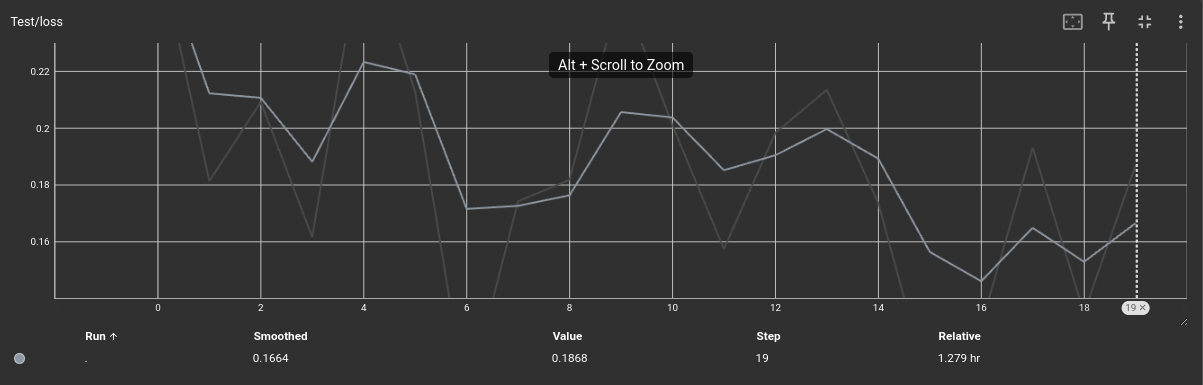 Test/loss
Alt + Scroll to Zoom
0.22
0.2
0.18
0.16
0 2 4 6 8 10 12 14 16 18 19 ×
Run ↑ Smoothed Value Step Relative
. 0.1664 0.1868 19 1.279 hr